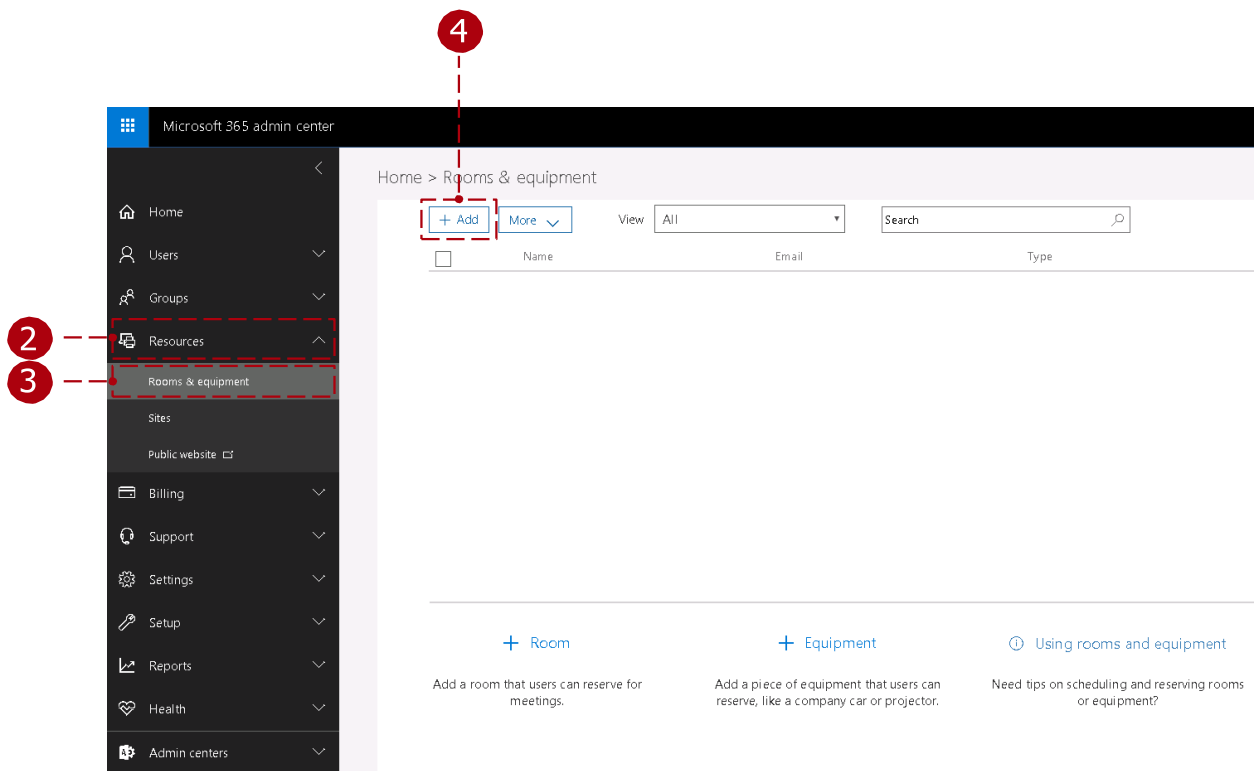 4
Microsoft 365 admin center
Home > Rooms & equipment
+ Add
More
View
All
Search
Name
Email
Type
Home
Users
Groups
2
Resources
3
Rooms & equipment
Sites
Public website
Billing
Support
Settings
Setup
Reports
Health
Admin centers
+ Room
Add a room that users can reserve for
meetings.
+ Equipment
Add a piece of equipment that users can
reserve, like a company car or projector.
Using rooms and equipment
Need tips on scheduling and reserving rooms
or equipment?